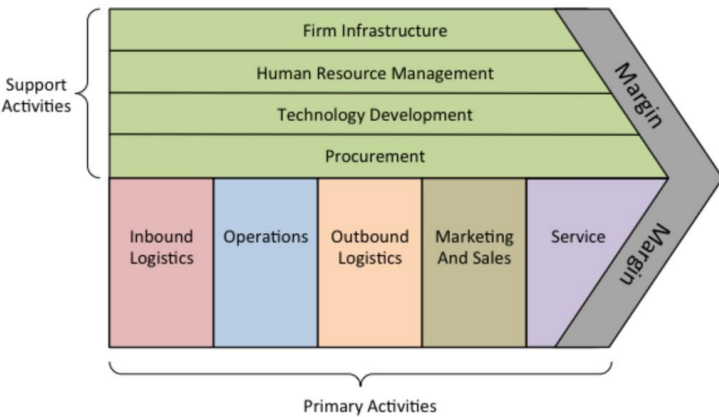 Firm Infrastructure
Human Resource Management
Technology Development
Procurement
Support
Activities
Margin
Inbound
Logistics
Operations
Outbound
Logistics
Marketing
And Sales
Service
Margin
Primary Activities